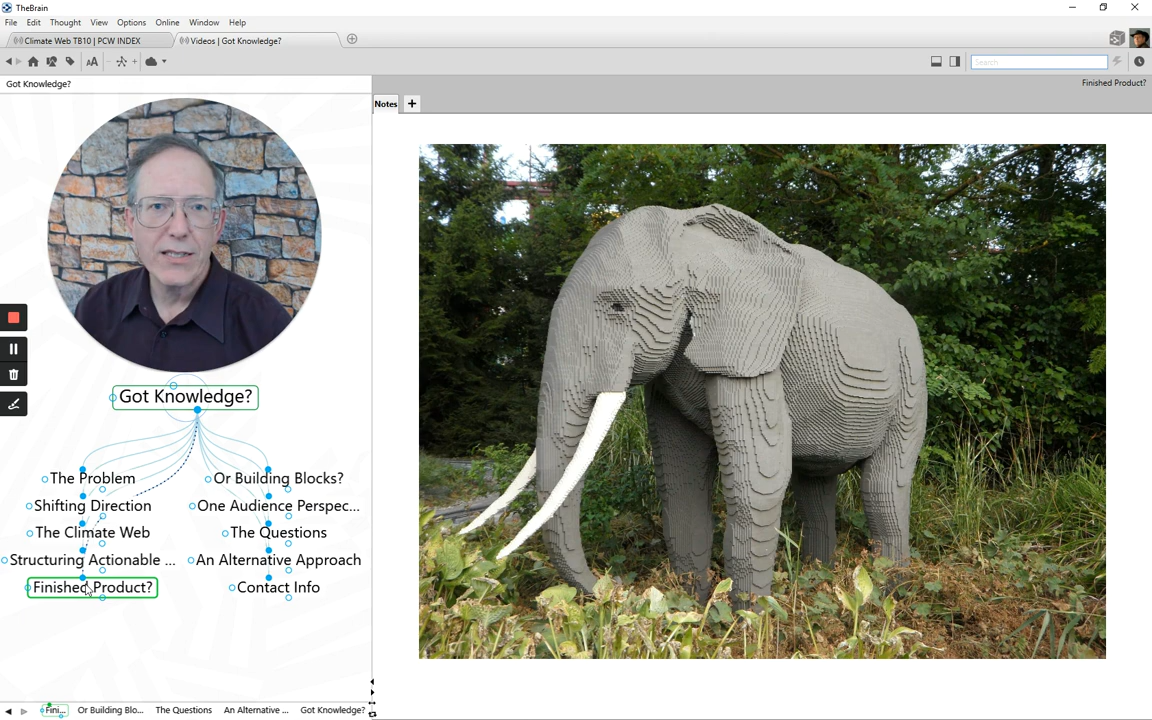 TheBrain
File Edit Thought View Options Online Window Help
Climate Web TB10 | PCW INDEX
Videos | Got Knowledge?
AA
Search
Got Knowledge?
Finished Product?
Notes
Got Knowledge?
The Problem
Shifting Direction
The Climate Web
Structuring Actionable ...
Finished Product?
Or Building Blocks?
One Audience Perspec...
The Questions
An Alternative Approach
Contact Info
Fini... Or Building Blo... The Questions An Alternative ... Got Knowledge?